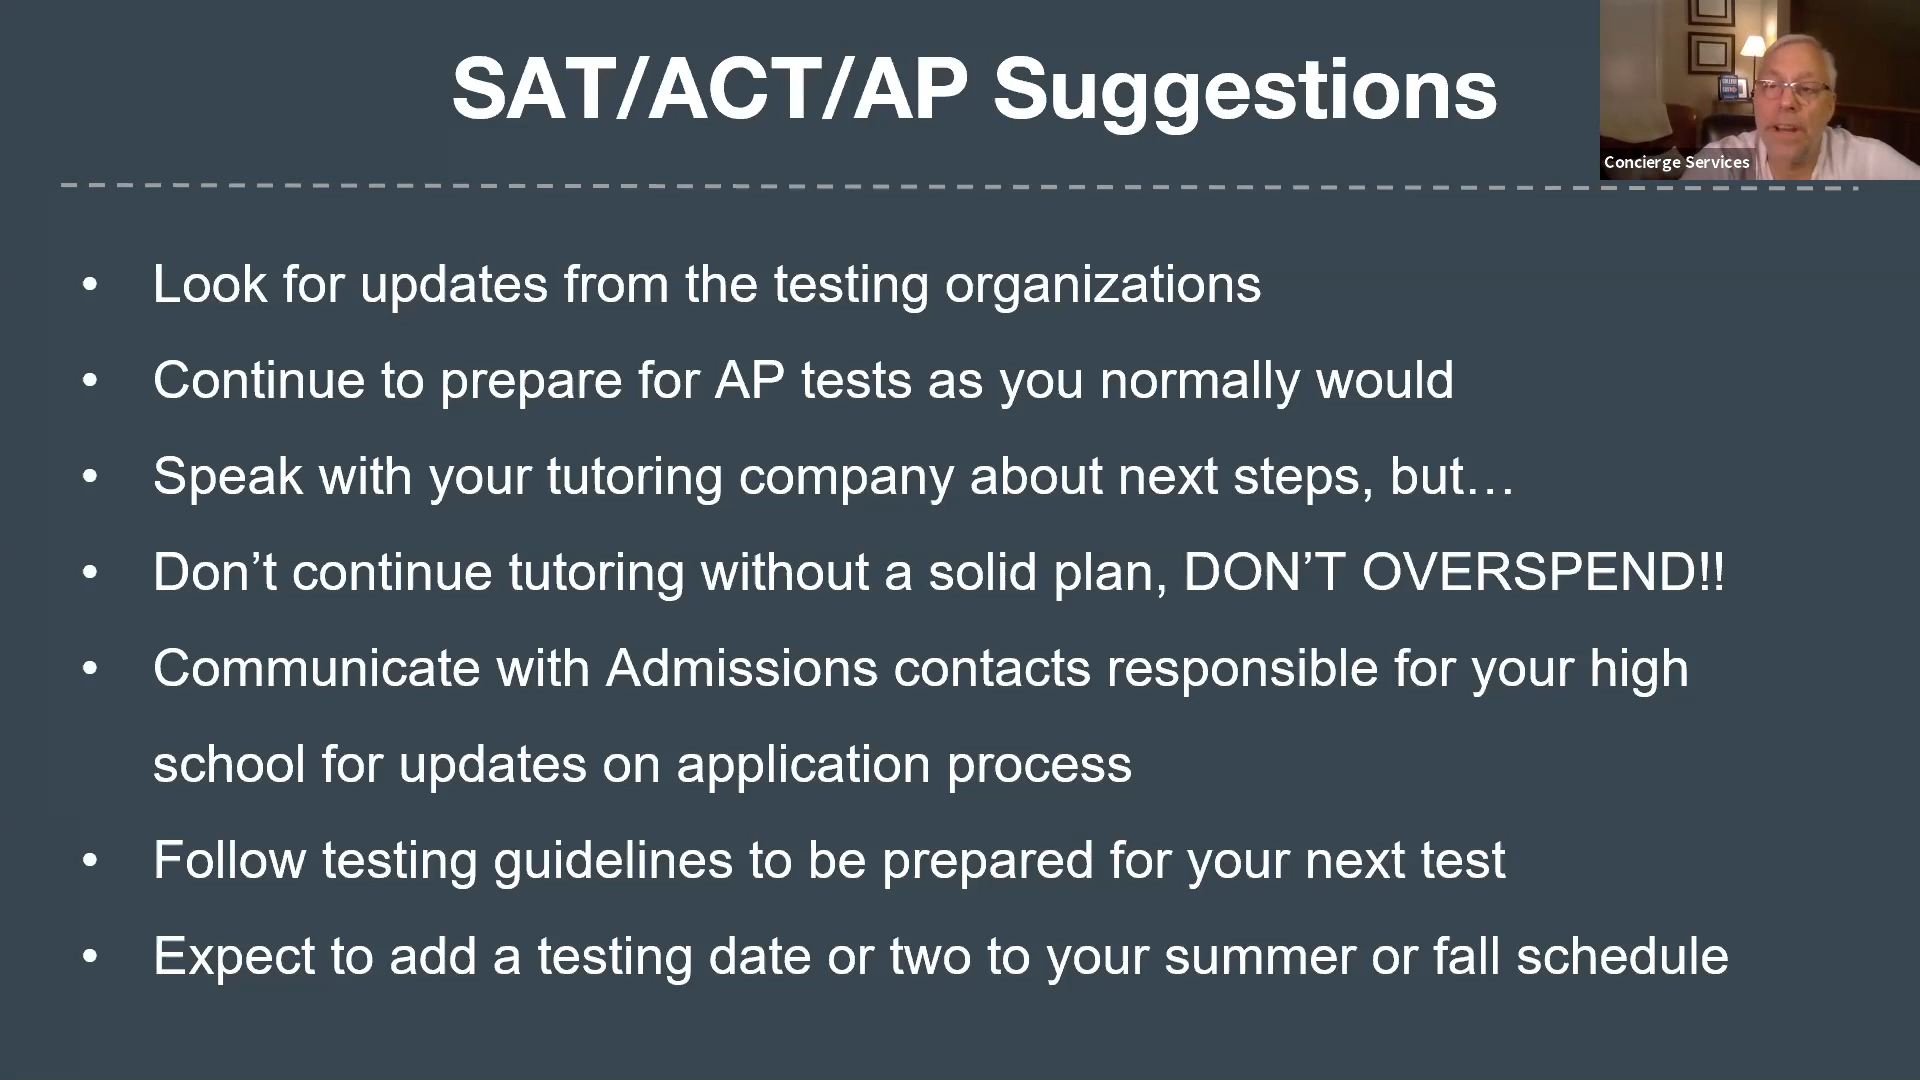 SAT/ACT/AP Suggestions
Concierge Services
• Look for updates from the testing organizations
• Continue to prepare for AP tests as you normally would
• Speak with your tutoring company about next steps, but…
• Don’t continue tutoring without a solid plan, DON’T OVERSPEND!!
• Communicate with Admissions contacts responsible for your high
school for updates on application process
• Follow testing guidelines to be prepared for your next test
• Expect to add a testing date or two to your summer or fall schedule